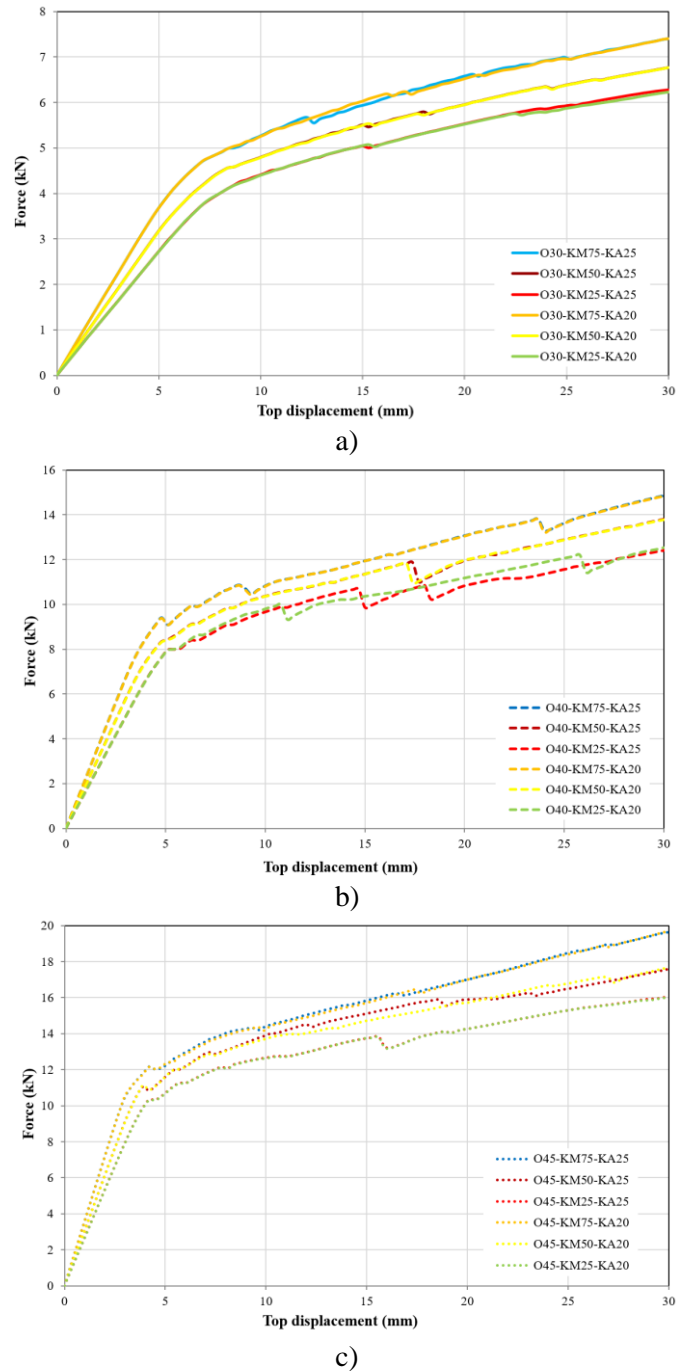 8
7
6
5
4
3
2
1
0
Force (kN)
O30-KM75-KA25
O30-KM50-KA25
O30-KM25-KA25
O30-KM75-KA20
O30-KM50-KA20
O30-KM25-KA20
0 5 10 15 20 25 30
Top displacement (mm)
a)
16
14
12
10
8
6
4
2
0
Force (kN)
O40-KM75-KA25
O40-KM50-KA25
O40-KM25-KA25
O40-KM75-KA20
O40-KM50-KA20
O40-KM25-KA20
0 5 10 15 20 25 30
Top displacement (mm)
b)
20
18
16
14
12
10
8
6
4
2
0
Force (kN)
O45-KM75-KA25
O45-KM50-KA25
O45-KM25-KA25
O45-KM75-KA20
O45-KM50-KA20
O45-KM25-KA20
0 5 10 15 20 25 30
Top displacement (mm)
c)